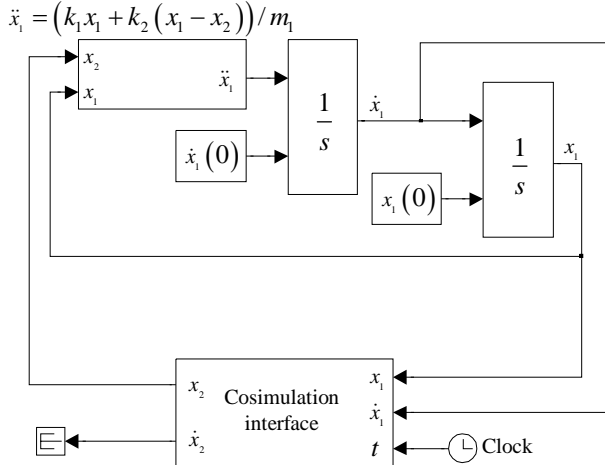 ẍ₁ = (k₁x₁ + k₂(x₁ − x₂))/m₁
x₂
x₁
ẍ₁
1/s
ẋ₁
ẋ₁(0)
1/s
x₁
x₁(0)
x₂
ẋ₂
Cosimulation
interface
x₁
ẋ₁
t
Clock